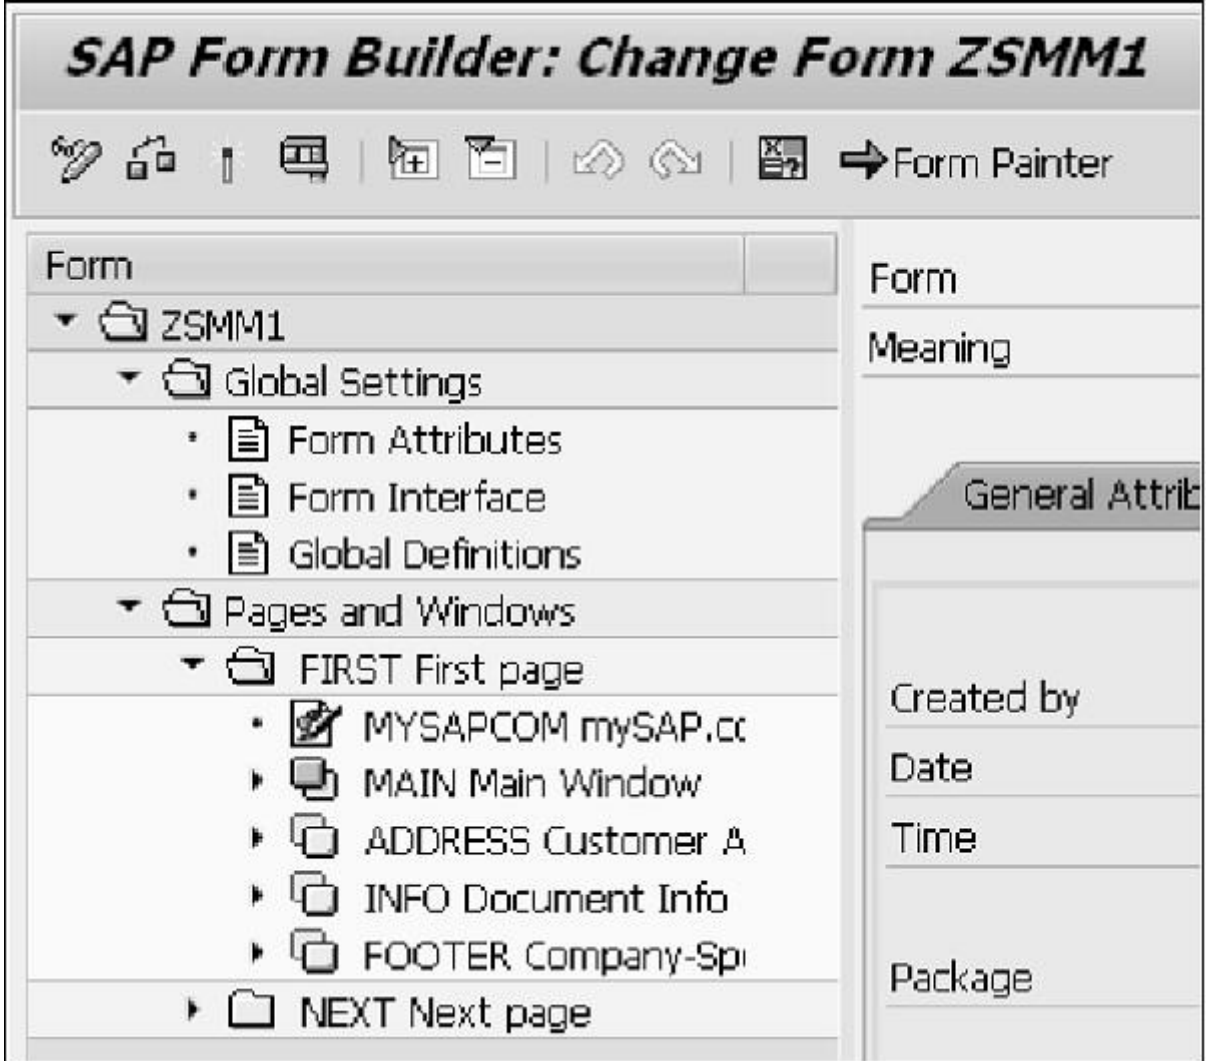 SAP Form Builder: Change Form ZSMM1
Form Painter
Form
ZSMM1
Global Settings
Form Attributes
Form Interface
Global Definitions
Pages and Windows
FIRST First page
MYSAPCOM mySAP.cc
MAIN Main Window
ADDRESS Customer A
INFO Document Info
FOOTER Company-Sp
NEXT Next page
Form
Meaning
General Attrib
Created by
Date
Time
Package